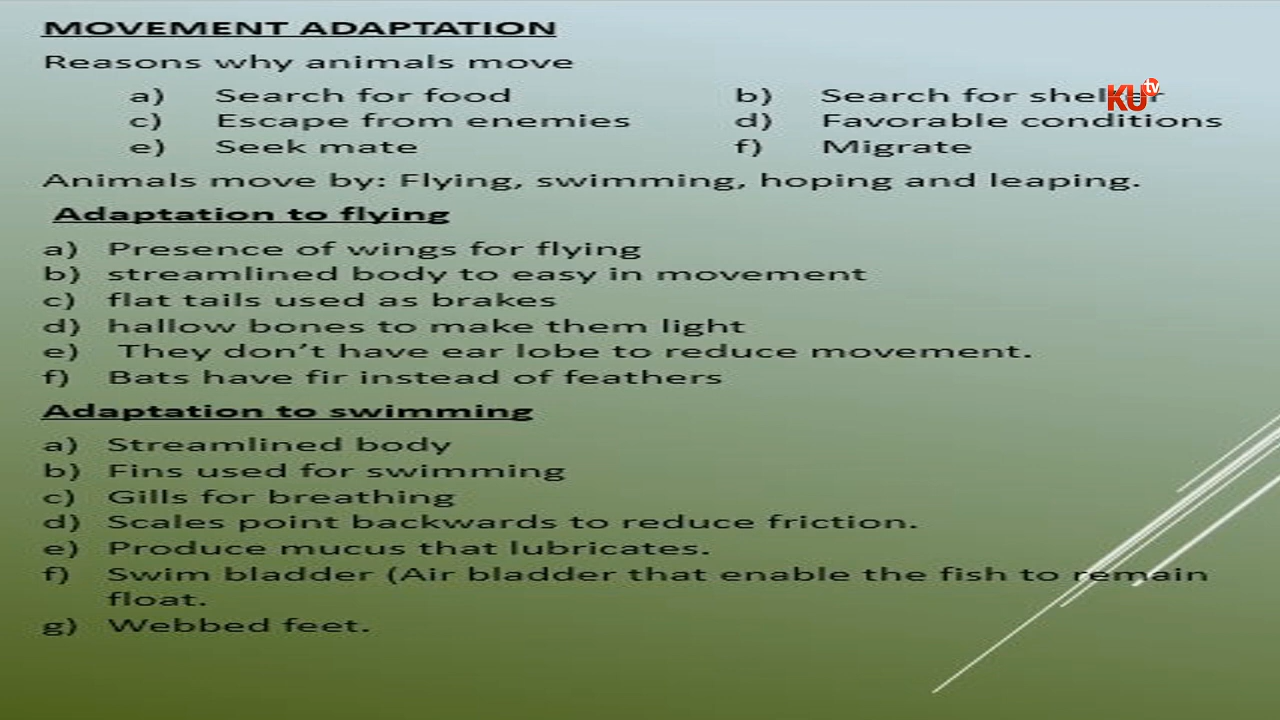 MOVEMENT ADAPTATION
Reasons why animals move
a) Search for food b) Search for shelter
c) Escape from enemies d) Favorable conditions
e) Seek mate f) Migrate
Animals move by: Flying, swimming, hoping and leaping.
Adaptation to flying
a) Presence of wings for flying
b) streamlined body to easy in movement
c) flat tails used as brakes
d) hallow bones to make them light
e) They don't have ear lobe to reduce movement.
f) Bats have fir instead of feathers
Adaptation to swimming
a) Streamlined body
b) Fins used for swimming
c) Gills for breathing
d) Scales point backwards to reduce friction.
e) Produce mucus that lubricates.
f) Swim bladder (Air bladder that enable the fish to remain
float.
g) Webbed feet.
KU tv